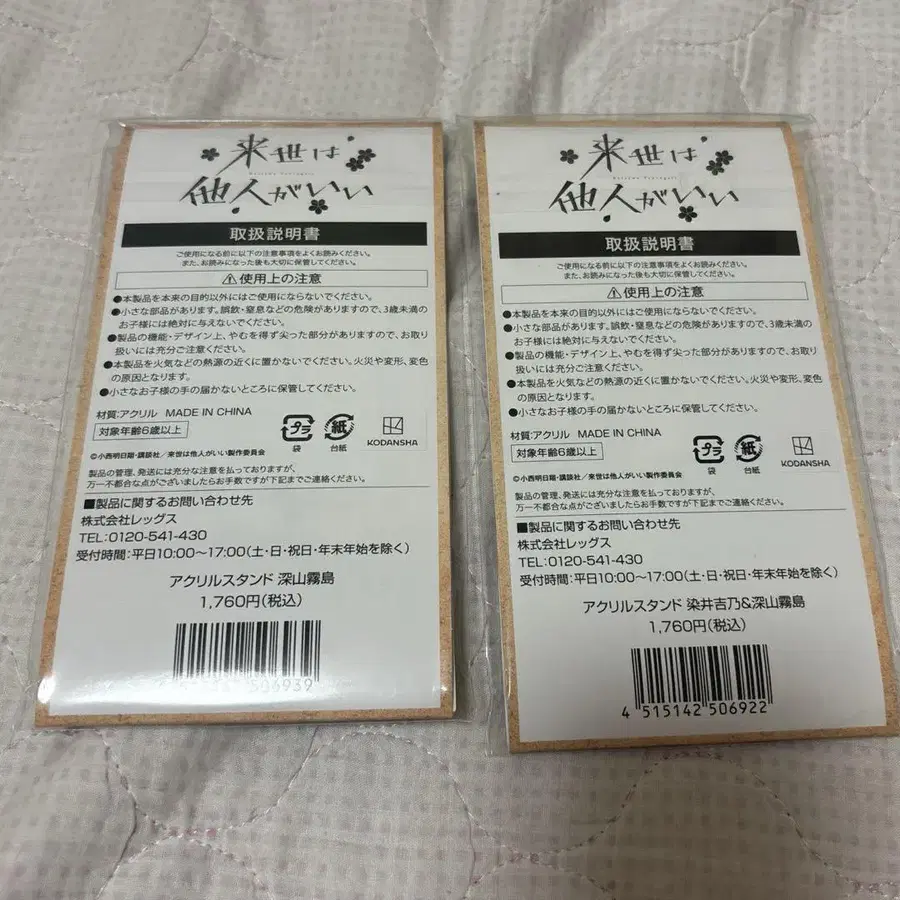 来世は
他人がいい
取扱説明書
ご使用になる前に以下の注意事項をよくお読みください。
また、お読みになった後も大切に保管してください。
⚠使用上の注意
●本製品を本来の目的以外にはご使用にならないでください。
●小さな部品があります。誤飲、窒息などの危険がありますので、3歳未満の
お子様には絶対に与えないでください。
●製品の機能・デザイン上、やむを得ず尖った部分がありますので、お取り
扱いには充分ご注意ください。
●本製品を火気などの熱源の近くに置かないでください。火災や変形、変色
の原因となります。
●小さなお子様の手の届かないところに保管してください。
材質:アクリル MADE IN CHINA
対象年齢6歳以上
プラ 紙
袋 台紙
KODANSHA
©小西明日翔・講談社/来世は他人がいい製作委員会
製品の管理、発送には充分な注意を払っておりますが、
万一不都合な点がございましたらお手数ですが下記までご連絡ください。
■製品に関するお問い合わせ先
株式会社レッグス
TEL:0120-541-430
受付時間:平日10:00～17:00(土・日・祝日・年末年始を除く)
アクリルスタンド 深山霧島
1,760円(税込)
506939
来世は
他人がいい
取扱説明書
ご使用になる前に以下の注意事項をよくお読みください。
また、お読みになった後も大切に保管してください。
⚠使用上の注意
●本製品を本来の目的以外にはご使用にならないでください。
●小さな部品があります。誤飲、窒息などの危険がありますので、3歳未満の
お子様には絶対に与えないでください。
●製品の機能・デザイン上、やむを得ず尖った部分がありますので、お取り
扱いには充分ご注意ください。
●本製品を火気などの熱源の近くに置かないでください。火災や変形、変色
の原因となります。
●小さなお子様の手の届かないところに保管してください。
材質:アクリル MADE IN CHINA
対象年齢6歳以上
プラ 紙
袋 台紙
KODANSHA
©小西明日翔・講談社/来世は他人がいい製作委員会
製品の管理、発送には充分な注意を払っておりますが、
万一不都合な点がございましたらお手数ですが下記までご連絡ください。
■製品に関するお問い合わせ先
株式会社レッグス
TEL:0120-541-430
受付時間:平日10:00～17:00(土・日・祝日・年末年始を除く)
アクリルスタンド 染井吉乃&深山霧島
1,760円(税込)
4 515142 506922